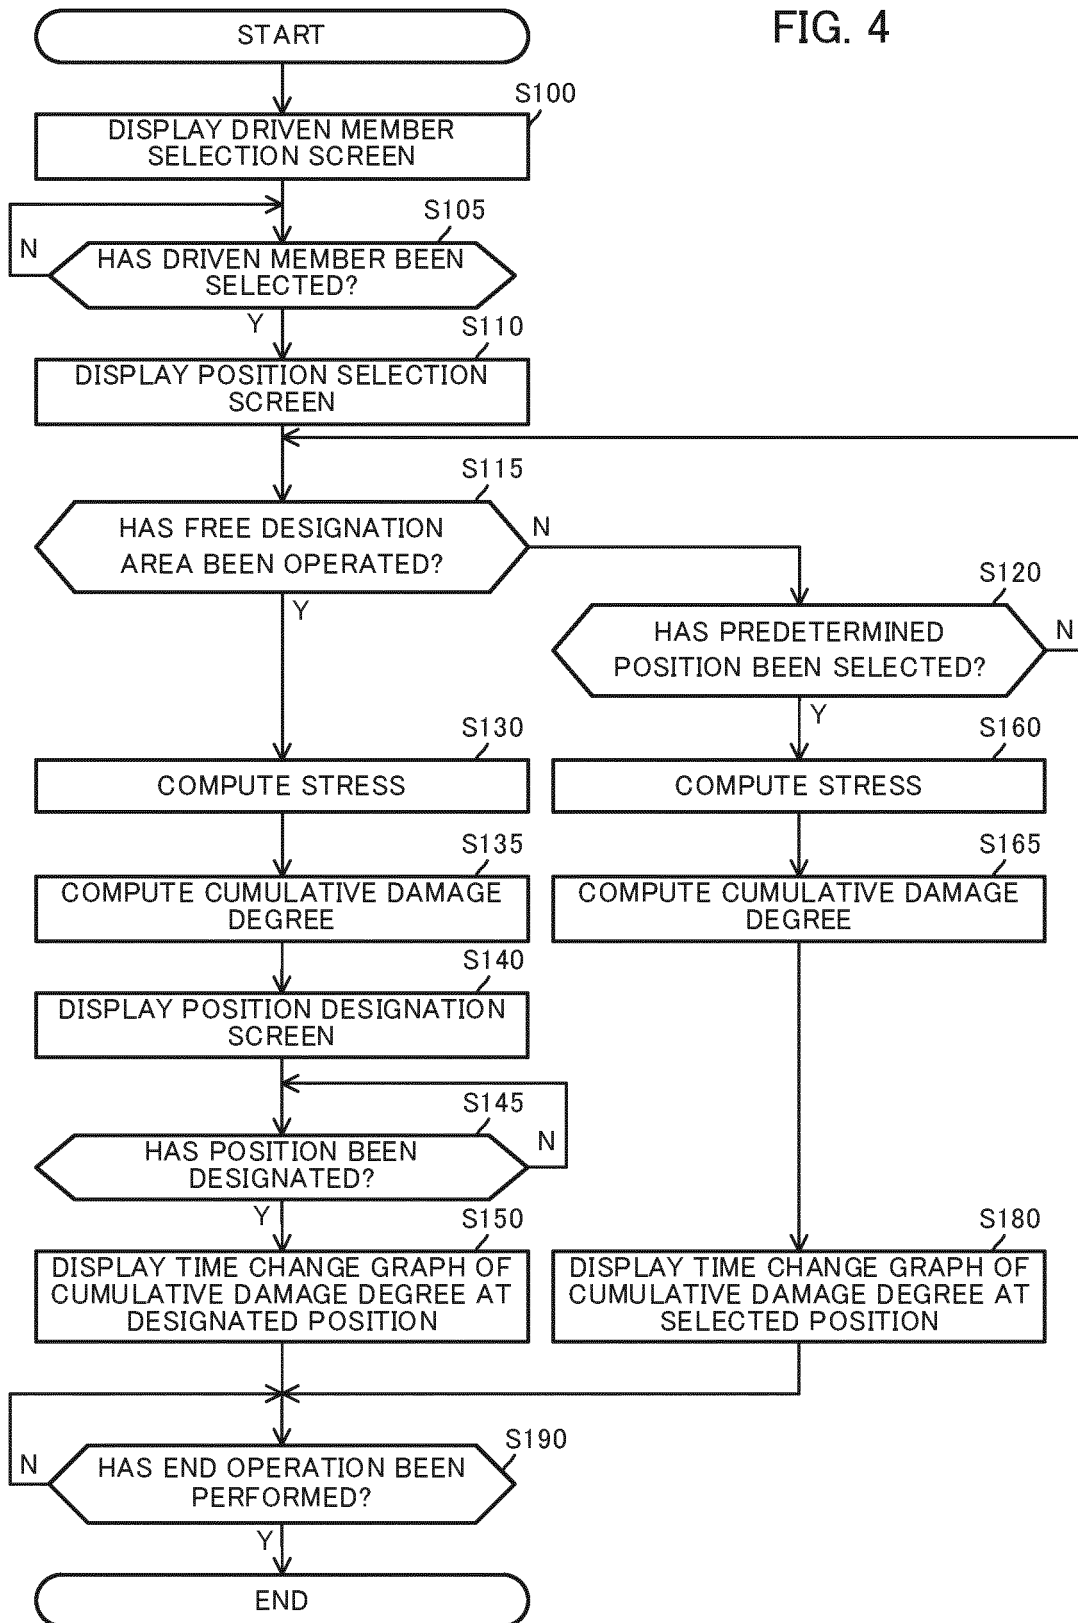 FIG. 4
START
S100
DISPLAY DRIVEN MEMBER
SELECTION SCREEN
S105
N
HAS DRIVEN MEMBER BEEN
SELECTED?
Y
S110
DISPLAY POSITION SELECTION
SCREEN
S115
HAS FREE DESIGNATION
AREA BEEN OPERATED?
N
Y
S120
HAS PREDETERMINED
POSITION BEEN SELECTED?
N
Y
S130
COMPUTE STRESS
S160
COMPUTE STRESS
S135
COMPUTE CUMULATIVE DAMAGE
DEGREE
S165
COMPUTE CUMULATIVE DAMAGE
DEGREE
S140
DISPLAY POSITION DESIGNATION
SCREEN
S145
HAS POSITION BEEN
DESIGNATED?
N
Y
S150
DISPLAY TIME CHANGE GRAPH OF
CUMULATIVE DAMAGE DEGREE AT
DESIGNATED POSITION
S180
DISPLAY TIME CHANGE GRAPH OF
CUMULATIVE DAMAGE DEGREE AT
SELECTED POSITION
S190
N
HAS END OPERATION BEEN
PERFORMED?
Y
END